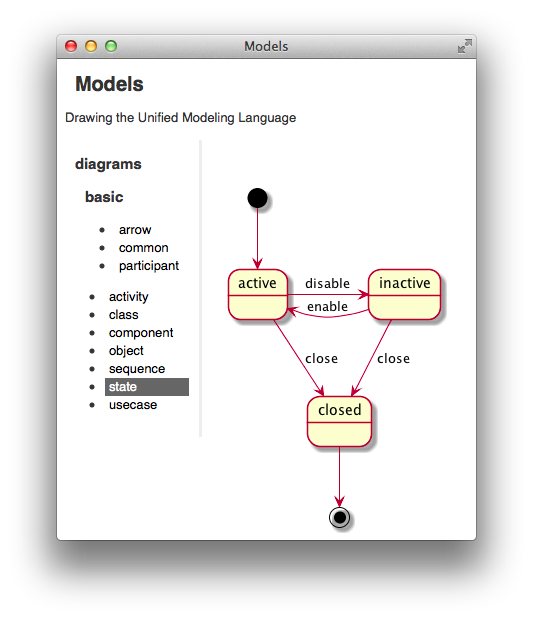 Models
Models
Drawing the Unified Modeling Language
diagrams
basic
arrow
common
participant
activity
class
component
object
sequence
state
usecase
active
disable
inactive
enable
close
close
closed